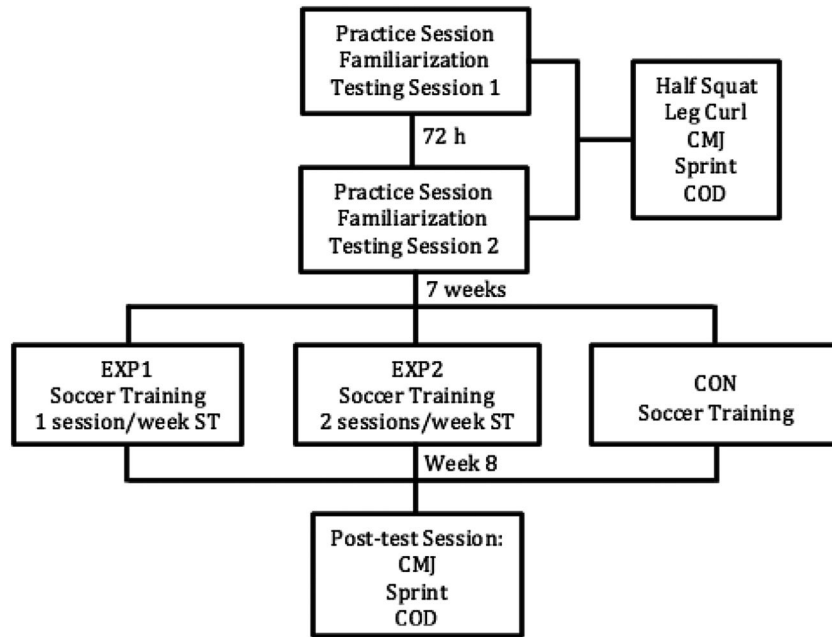 Practice Session
Familiarization
Testing Session 1
Half Squat
Leg Curl
CMJ
Sprint
COD
72 h
Practice Session
Familiarization
Testing Session 2
7 weeks
EXP1
Soccer Training
1 session/week ST
EXP2
Soccer Training
2 sessions/week ST
CON
Soccer Training
Week 8
Post-test Session:
CMJ
Sprint
COD